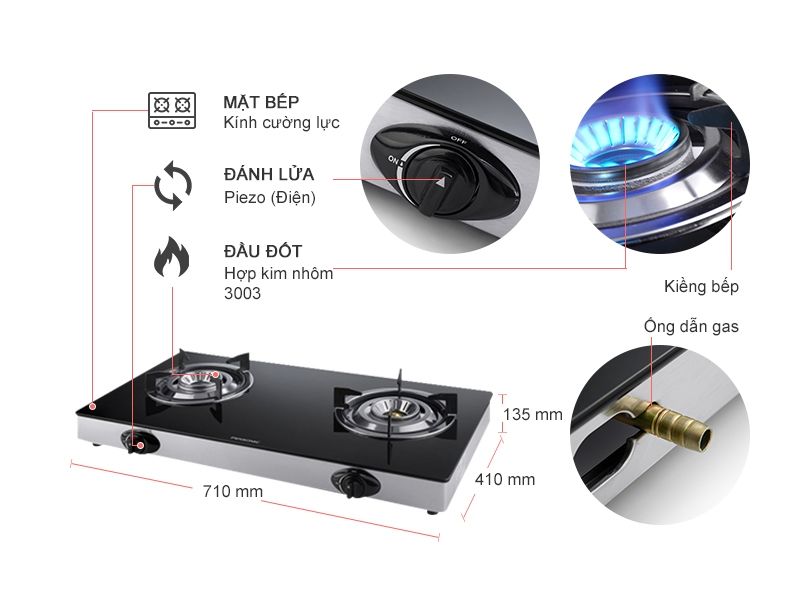 MẶT BẾP
Kính cường lực
ĐÁNH LỬA
Piezo (Điện)
ĐẦU ĐỐT
Hợp kim nhôm
3003
OFF
ON
Kiềng bếp
Ống dẫn gas
135 mm
410 mm
710 mm